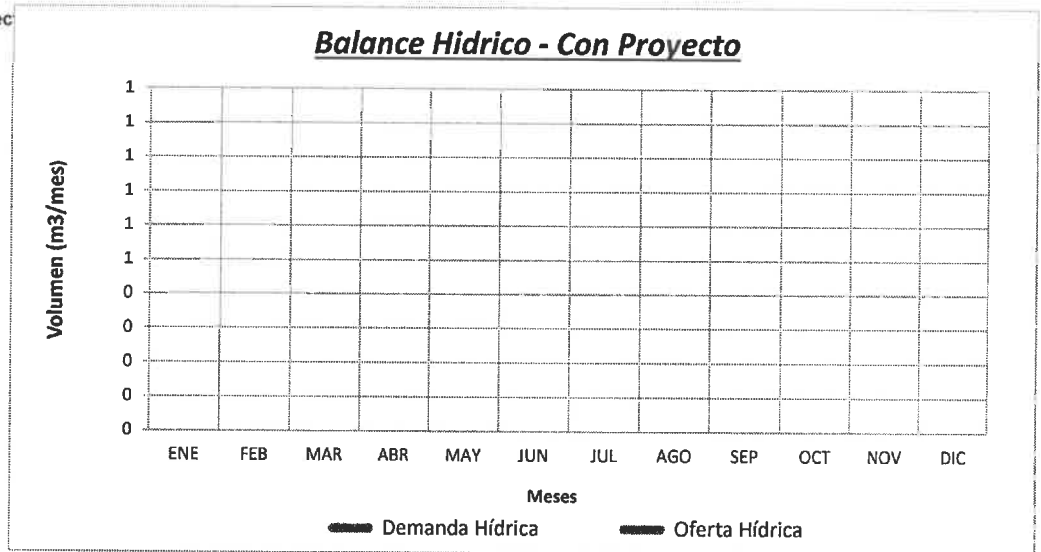 Balance Hidrico - Con Proyecto
Volumen (m3/mes)
1
1
1
1
1
1
0
0
0
0
0
ENE FEB MAR ABR MAY JUN JUL AGO SEP OCT NOV DIC
Meses
Demanda Hídrica Oferta Hídrica